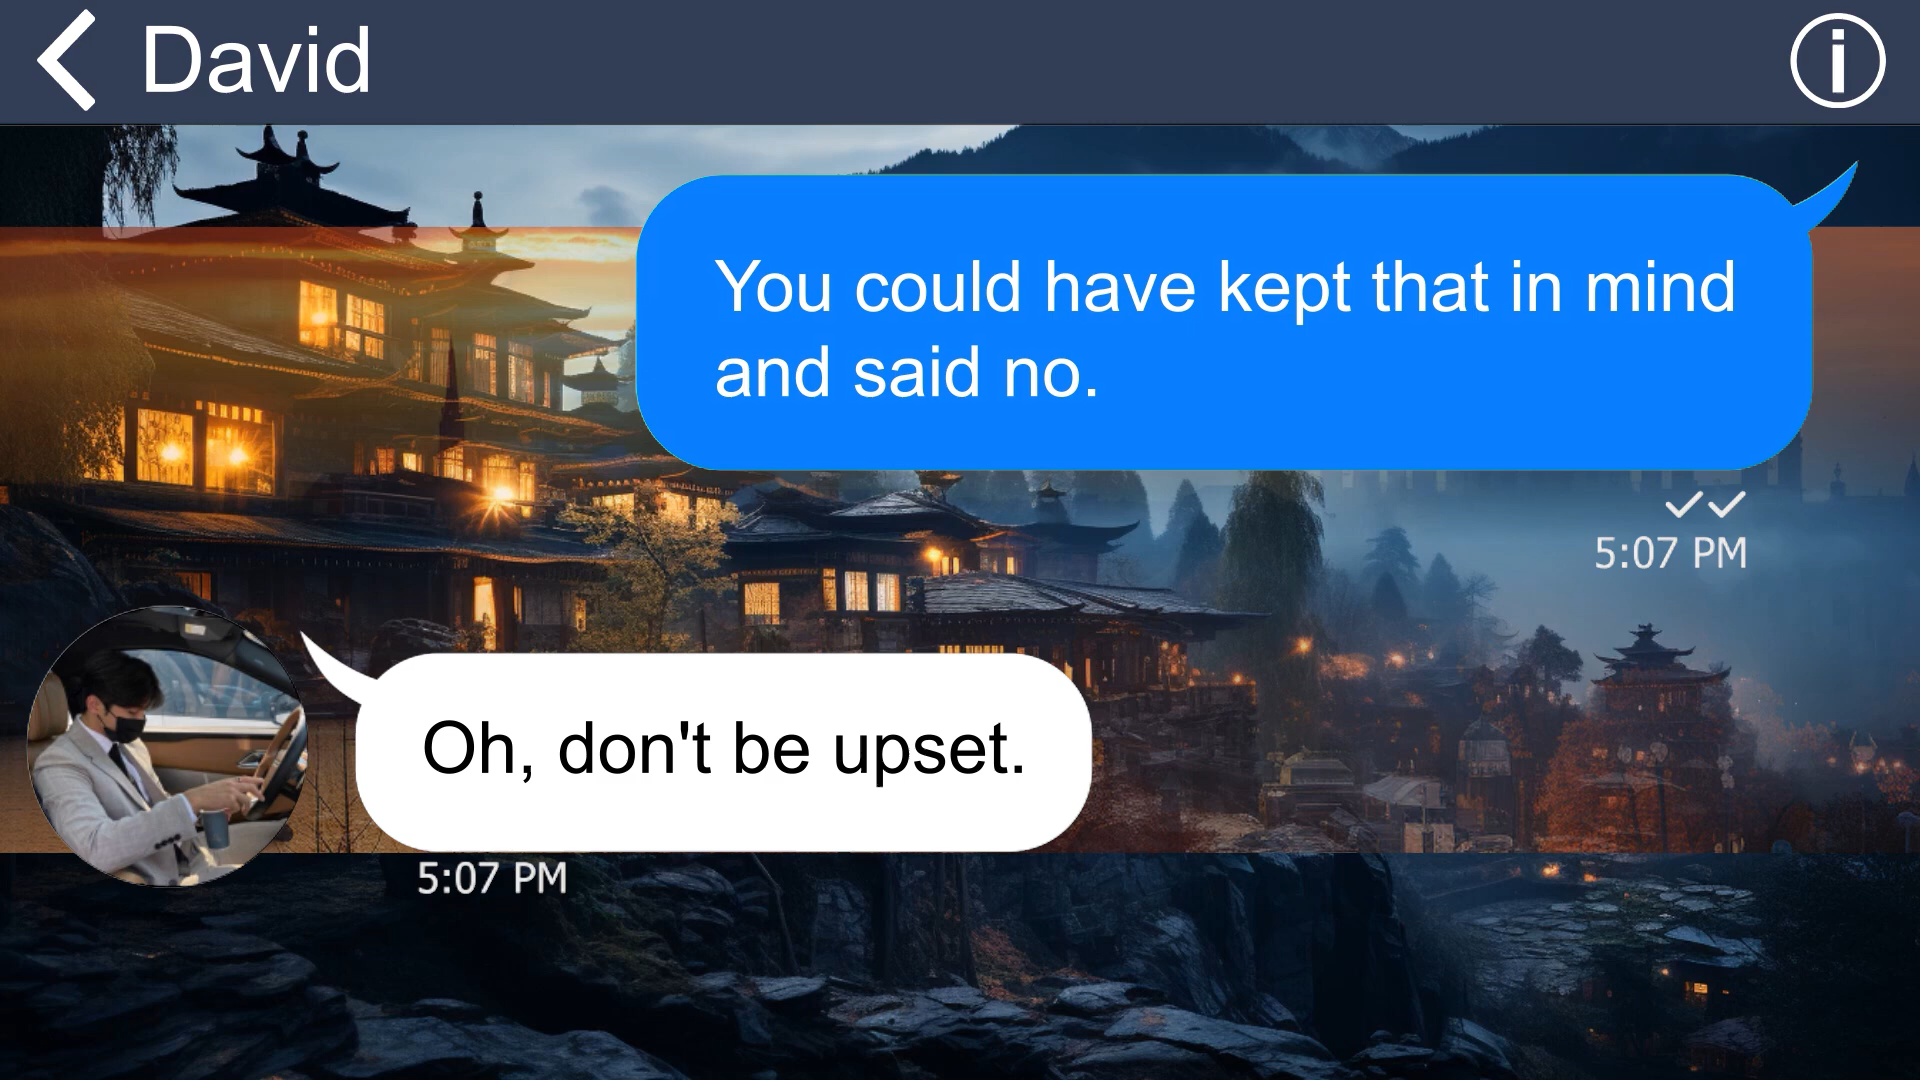 David
You could have kept that in mind
and said no.
5:07 PM
Oh, don't be upset.
5:07 PM